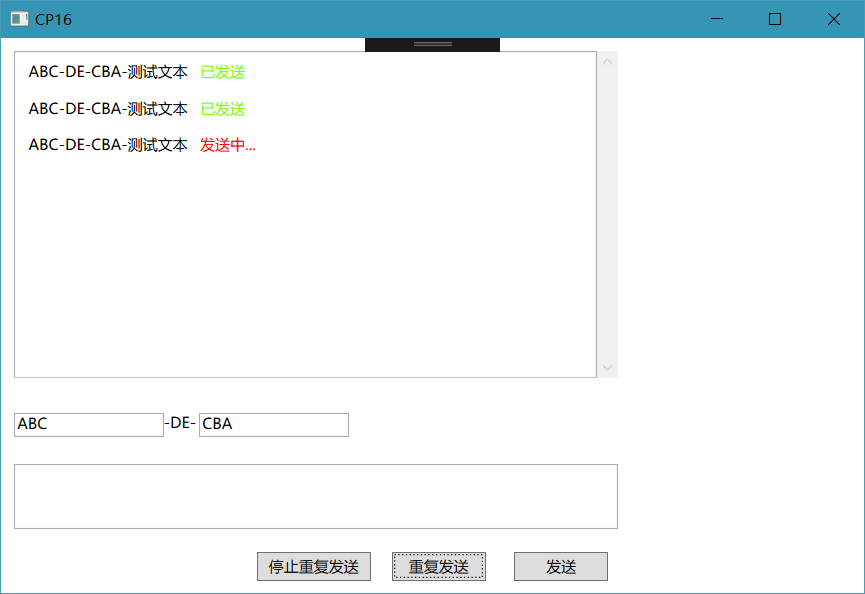 CP16
ABC-DE-CBA-测试文本 已发送
ABC-DE-CBA-测试文本 已发送
ABC-DE-CBA-测试文本 发送中...
ABC -DE- CBA
停止重复发送 重复发送 发送